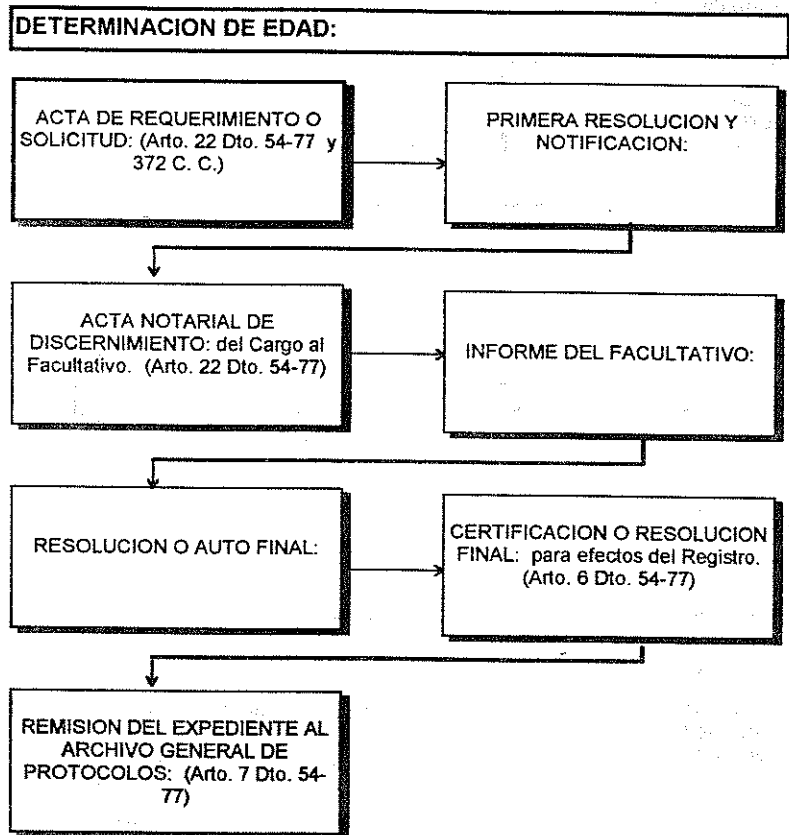 DETERMINACION DE EDAD:
ACTA DE REQUERIMIENTO O
SOLICITUD: (Arto. 22 Dto. 54-77 y
372 C. C.)
PRIMERA RESOLUCION Y
NOTIFICACION:
ACTA NOTARIAL DE
DISCERNIMIENTO: del Cargo al
Facultativo. (Arto. 22 Dto. 54-77)
INFORME DEL FACULTATIVO:
RESOLUCION O AUTO FINAL:
CERTIFICACION O RESOLUCION
FINAL: para efectos del Registro.
(Arto. 6 Dto. 54-77)
REMISION DEL EXPEDIENTE AL
ARCHIVO GENERAL DE
PROTOCOLOS: (Arto. 7 Dto. 54-
77)